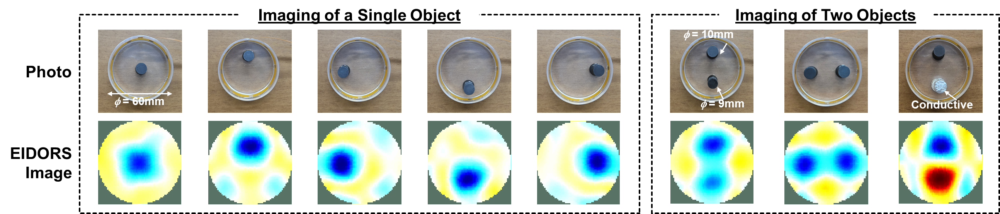 Imaging of a Single Object
Imaging of Two Objects
Photo
ϕ = 60mm
ϕ = 10mm
ϕ = 9mm
Conductive
EIDORS
Image